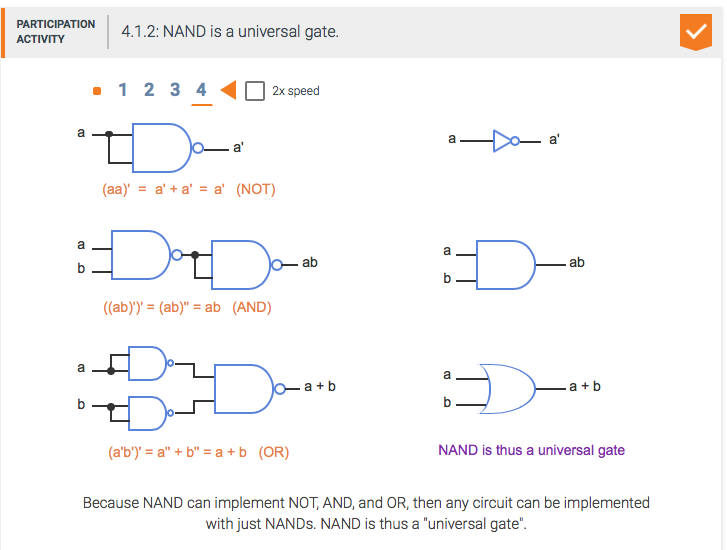 PARTICIPATION
ACTIVITY
4.1.2: NAND is a universal gate.
1 2 3 4 2x speed
a a'
(aa)' = a' + a' = a' (NOT)
a a'
a
b
ab
((ab)')' = (ab)'' = ab (AND)
a
b
ab
a
b
a + b
(a'b')' = a'' + b'' = a + b (OR)
a
b
a + b
NAND is thus a universal gate
Because NAND can implement NOT, AND, and OR, then any circuit can be implemented
with just NANDs. NAND is thus a "universal gate".